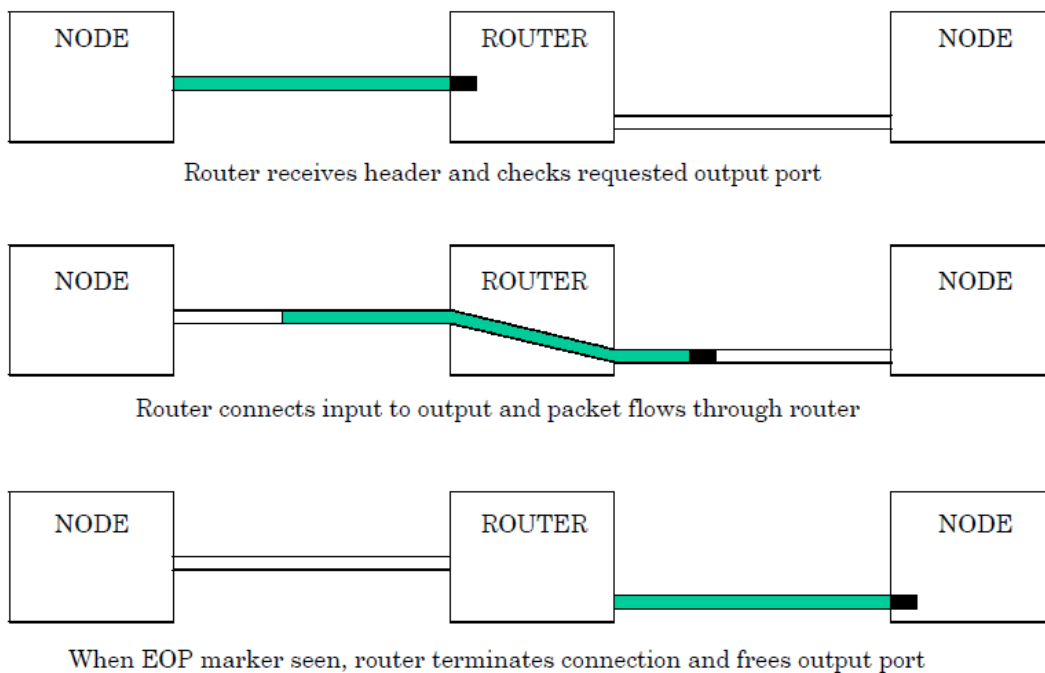 NODE ROUTER NODE
Router receives header and checks requested output port
NODE ROUTER NODE
Router connects input to output and packet flows through router
NODE ROUTER NODE
When EOP marker seen, router terminates connection and frees output port